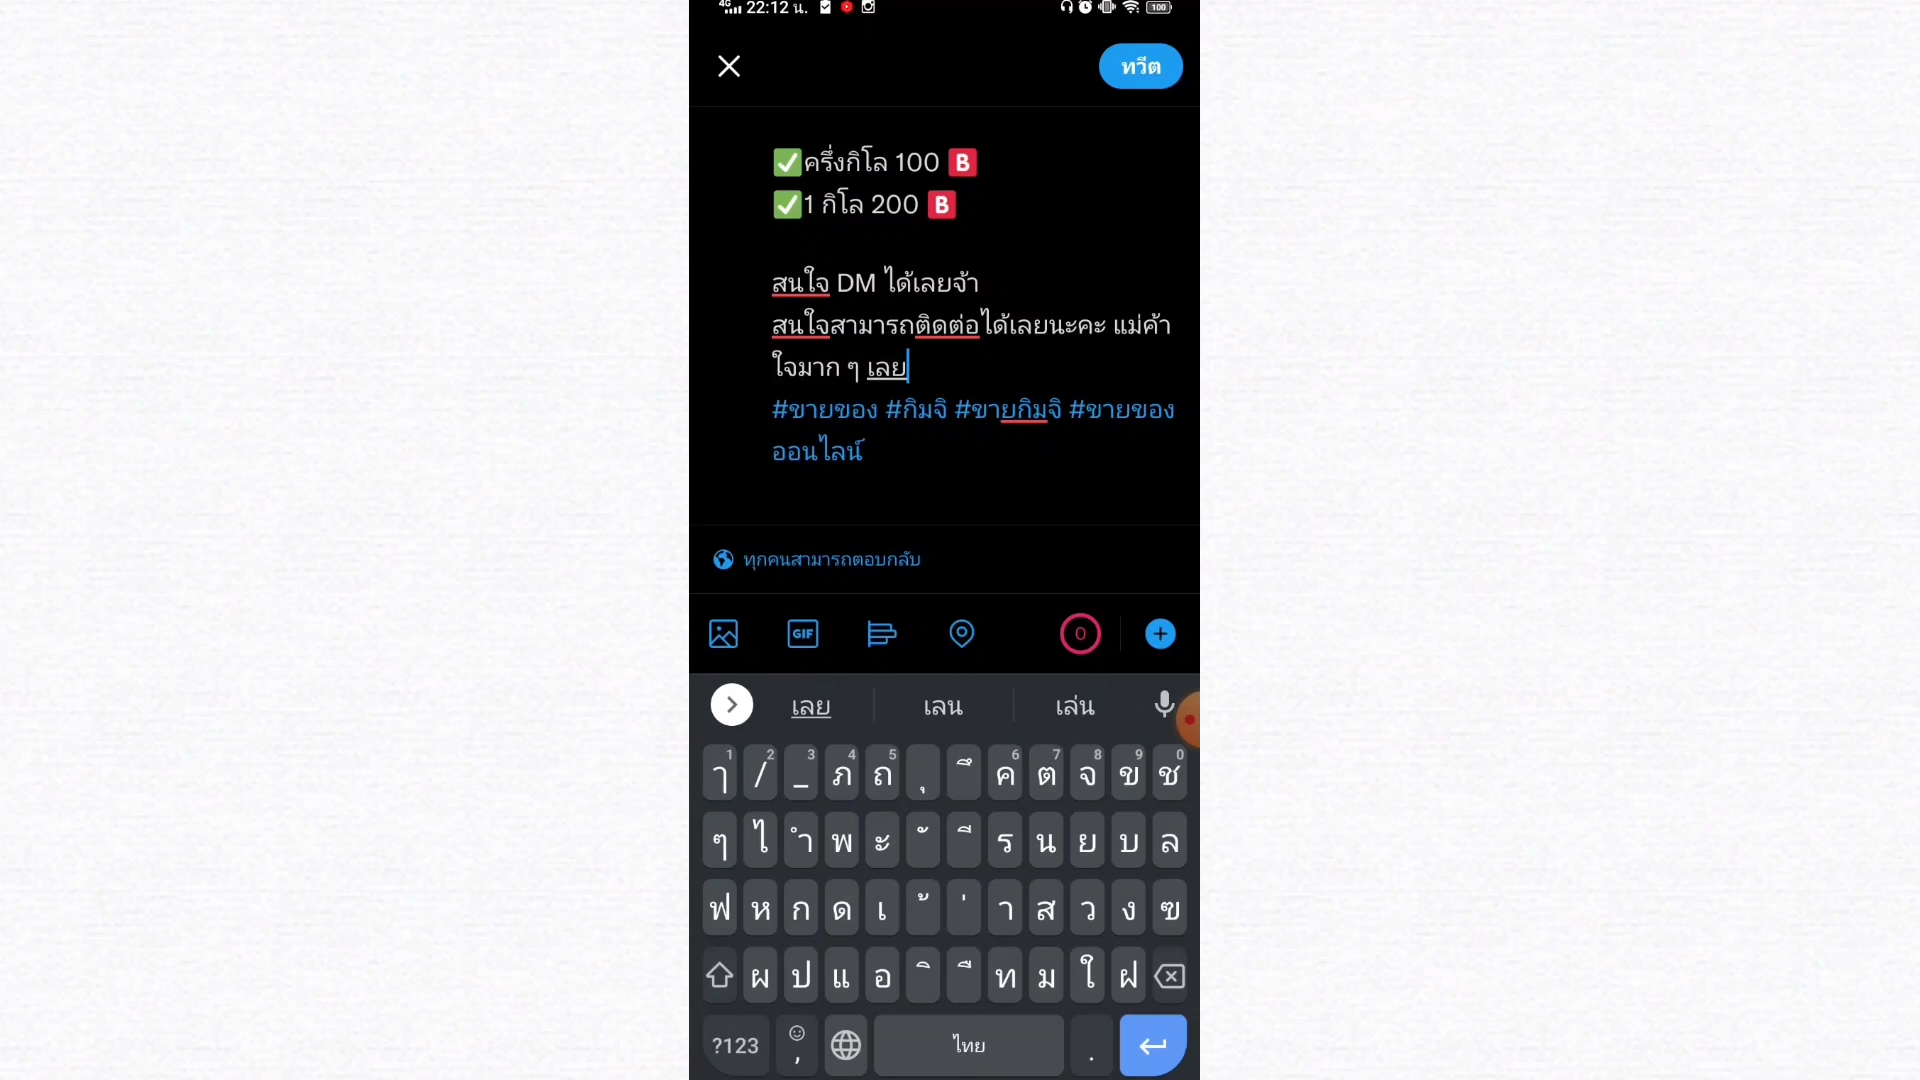 4G 22:12 น. 100
ทวีต
✅ครึ่งกิโล 100 🅱
✅1 กิโล 200 🅱
สนใจ DM ได้เลยจ้า
สนใจสามารถติดต่อได้เลยนะคะ แม่ค้า
ใจมาก ๆ เลย
#ขายของ #กิมจิ #ขายกิมจิ #ขายของ
ออนไลน์
ทุกคนสามารถตอบกลับ
GIF 0
เลย เลน เล่น
1 2 3 4 5 6 7 8 9 0
ๅ / _ ภ ถ ุ ึ ค ต จ ข ช
ๆ ไ ำ พ ะ ั ี ร น ย บ ล
ฟ ห ก ด เ ้ ่ า ส ว ง ฃ
ผ ป แ อ ิ ื ท ม ใ ฝ
?123 , ไทย .